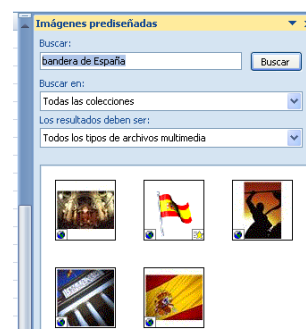 Imágenes prediseñadas
Buscar:
bandera de España
Buscar
Buscar en:
Todas las colecciones
Los resultados deben ser:
Todos los tipos de archivos multimedia